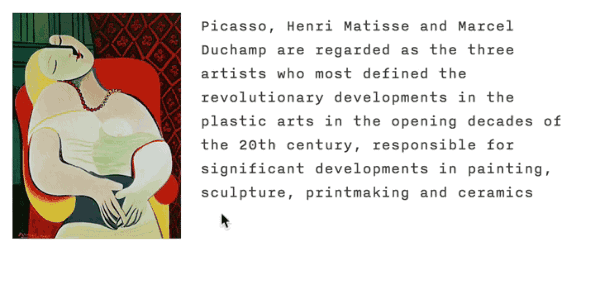 Picasso, Henri Matisse and Marcel
Duchamp are regarded as the three
artists who most defined the
revolutionary developments in the
plastic arts in the opening decades of
the 20th century, responsible for
significant developments in painting,
sculpture, printmaking and ceramics